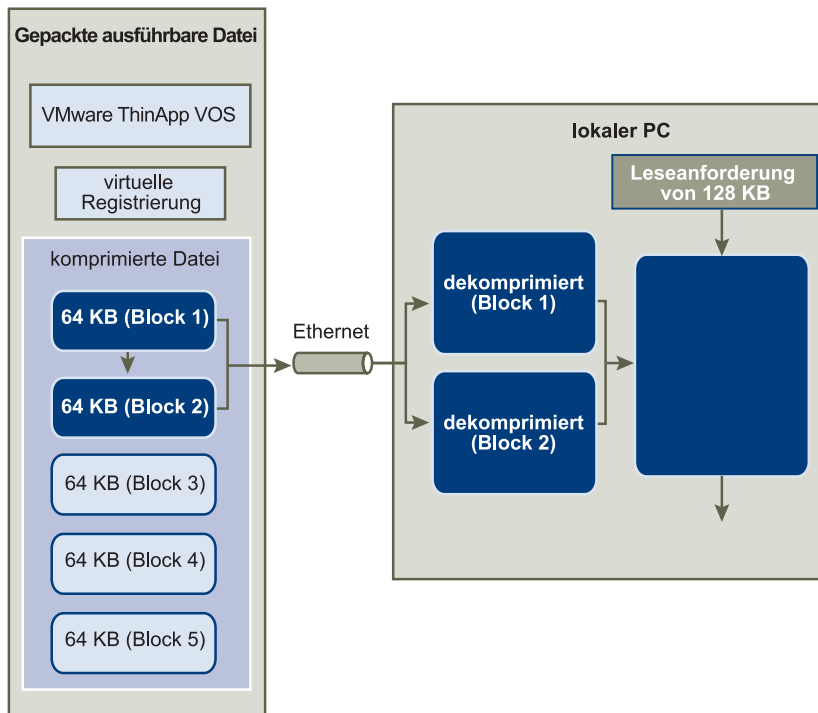 Gepackte ausführbare Datei
VMware ThinApp VOS
virtuelle
Registrierung
komprimierte Datei
64 KB (Block 1)
64 KB (Block 2)
64 KB (Block 3)
64 KB (Block 4)
64 KB (Block 5)
Ethernet
lokaler PC
Leseanforderung
von 128 KB
dekomprimiert
(Block 1)
dekomprimiert
(Block 2)